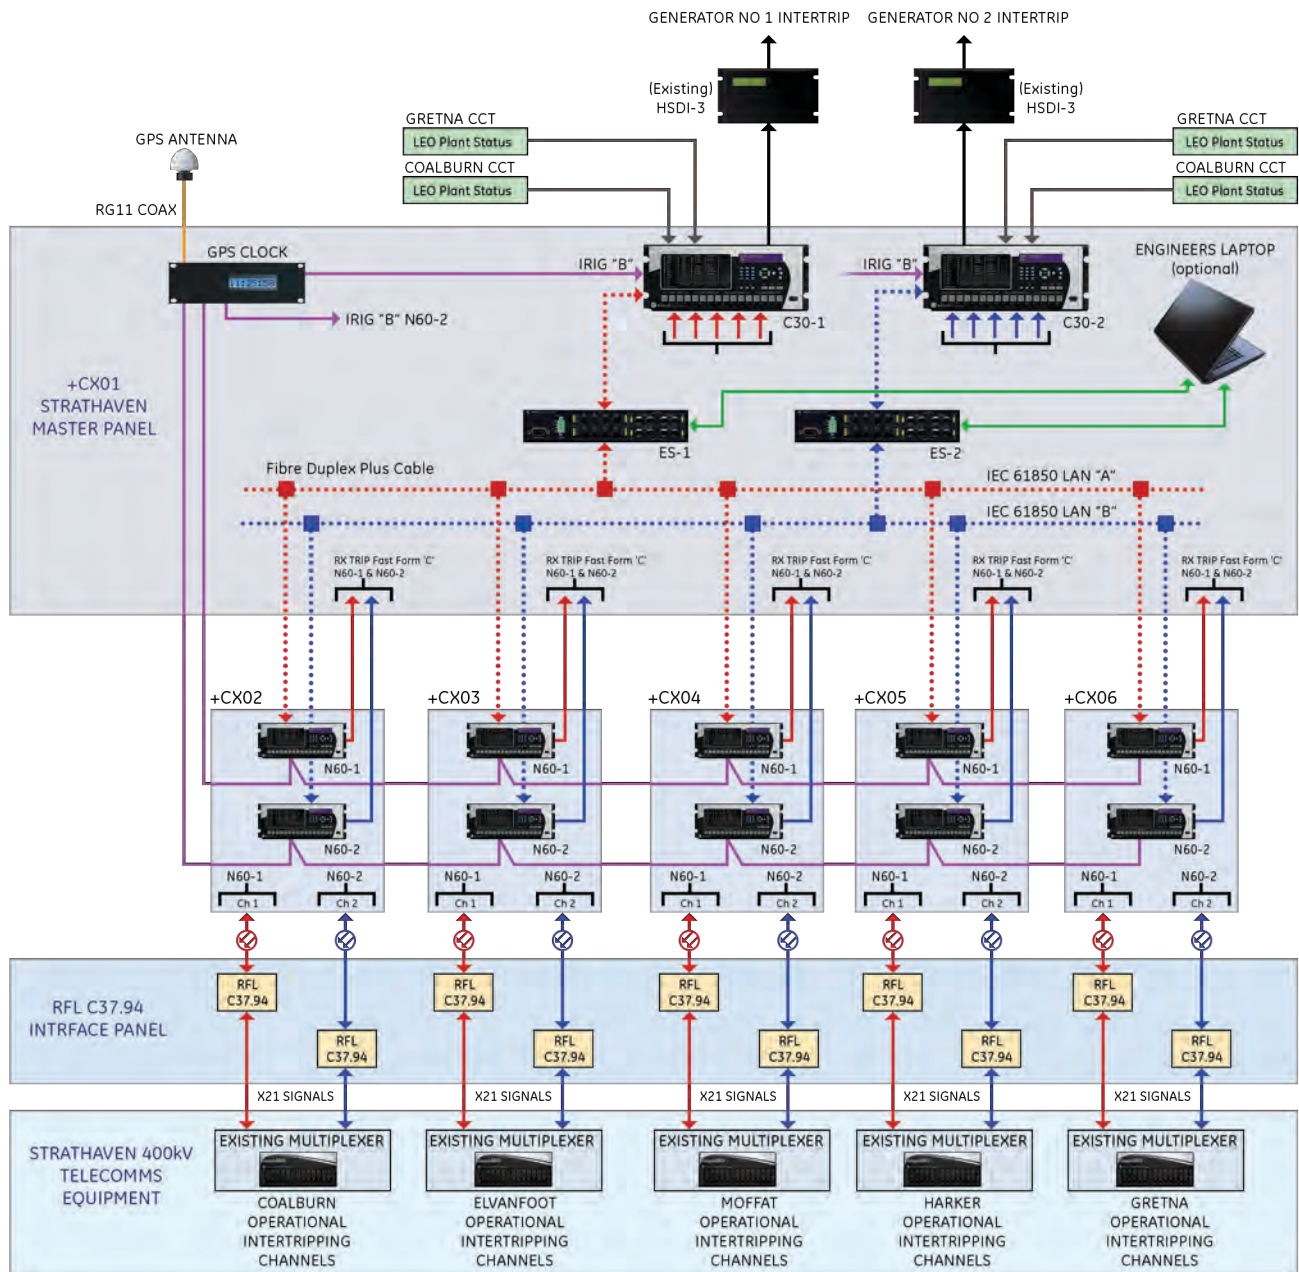 GENERATOR NO 1 INTERTRIP
GENERATOR NO 2 INTERTRIP
(Existing)
HSDI-3
(Existing)
HSDI-3
GRETNA CCT
LEO Plant Status
COALBURN CCT
LEO Plant Status
GRETNA CCT
LEO Plant Status
COALBURN CCT
LEO Plant Status
GPS ANTENNA
RG11 COAX
GPS CLOCK
IRIG "B"
IRIG "B"
IRIG "B" N60-2
C30-1
C30-2
ENGINEERS LAPTOP
(optional)
+CX01
STRATHAVEN
MASTER PANEL
ES-1
ES-2
Fibre Duplex Plus Cable
IEC 61850 LAN "A"
IEC 61850 LAN "B"
RX TRIP Fast Form 'C'
N60-1 & N60-2
RX TRIP Fast Form 'C'
N60-1 & N60-2
RX TRIP Fast Form 'C'
N60-1 & N60-2
RX TRIP Fast Form 'C'
N60-1 & N60-2
RX TRIP Fast Form 'C'
N60-1 & N60-2
+CX02
+CX03
+CX04
+CX05
+CX06
N60-1
N60-1
N60-1
N60-1
N60-1
N60-2
N60-2
N60-2
N60-2
N60-2
N60-1
N60-2
N60-1
N60-2
N60-1
N60-2
N60-1
N60-2
N60-1
N60-2
Ch 1
Ch 2
Ch 1
Ch 2
Ch 1
Ch 2
Ch 1
Ch 2
Ch 1
Ch 2
RFL C37.94
INTRFACE PANEL
RFL
C37.94
RFL
C37.94
RFL
C37.94
RFL
C37.94
RFL
C37.94
RFL
C37.94
RFL
C37.94
RFL
C37.94
RFL
C37.94
RFL
C37.94
X21 SIGNALS
X21 SIGNALS
X21 SIGNALS
X21 SIGNALS
X21 SIGNALS
STRATHAVEN 400kV
TELECOMMS
EQUIPMENT
EXISTING MULTIPLEXER
EXISTING MULTIPLEXER
EXISTING MULTIPLEXER
EXISTING MULTIPLEXER
EXISTING MULTIPLEXER
COALBURN
OPERATIONAL
INTERTRIPPING
CHANNELS
ELVANFOOT
OPERATIONAL
INTERTRIPPING
CHANNELS
MOFFAT
OPERATIONAL
INTERTRIPPING
CHANNELS
HARKER
OPERATIONAL
INTERTRIPPING
CHANNELS
GRETNA
OPERATIONAL
INTERTRIPPING
CHANNELS